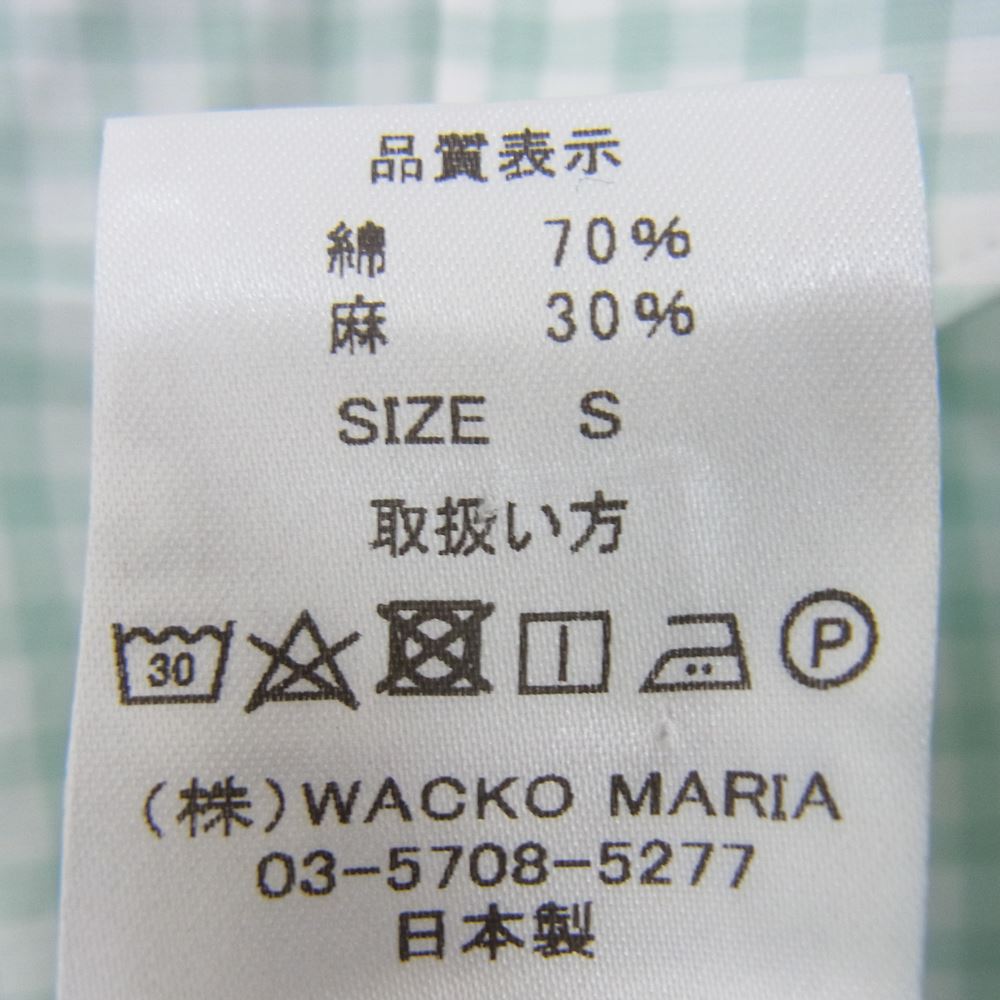 品質表示
綿 70%
麻 30%
SIZE S
取扱い方
30 P
(株)WACKO MARIA
03-5708-5277
日本製